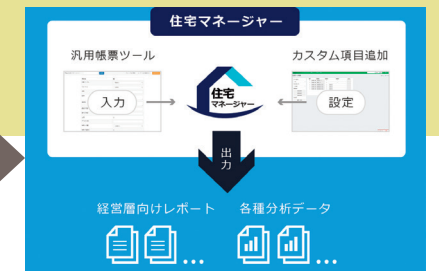 住宅マネージャー
汎用帳票ツール
カスタム項目追加
入力
住宅
マネージャー
設定
出力
経営層向けレポート
各種分析データ
...
...